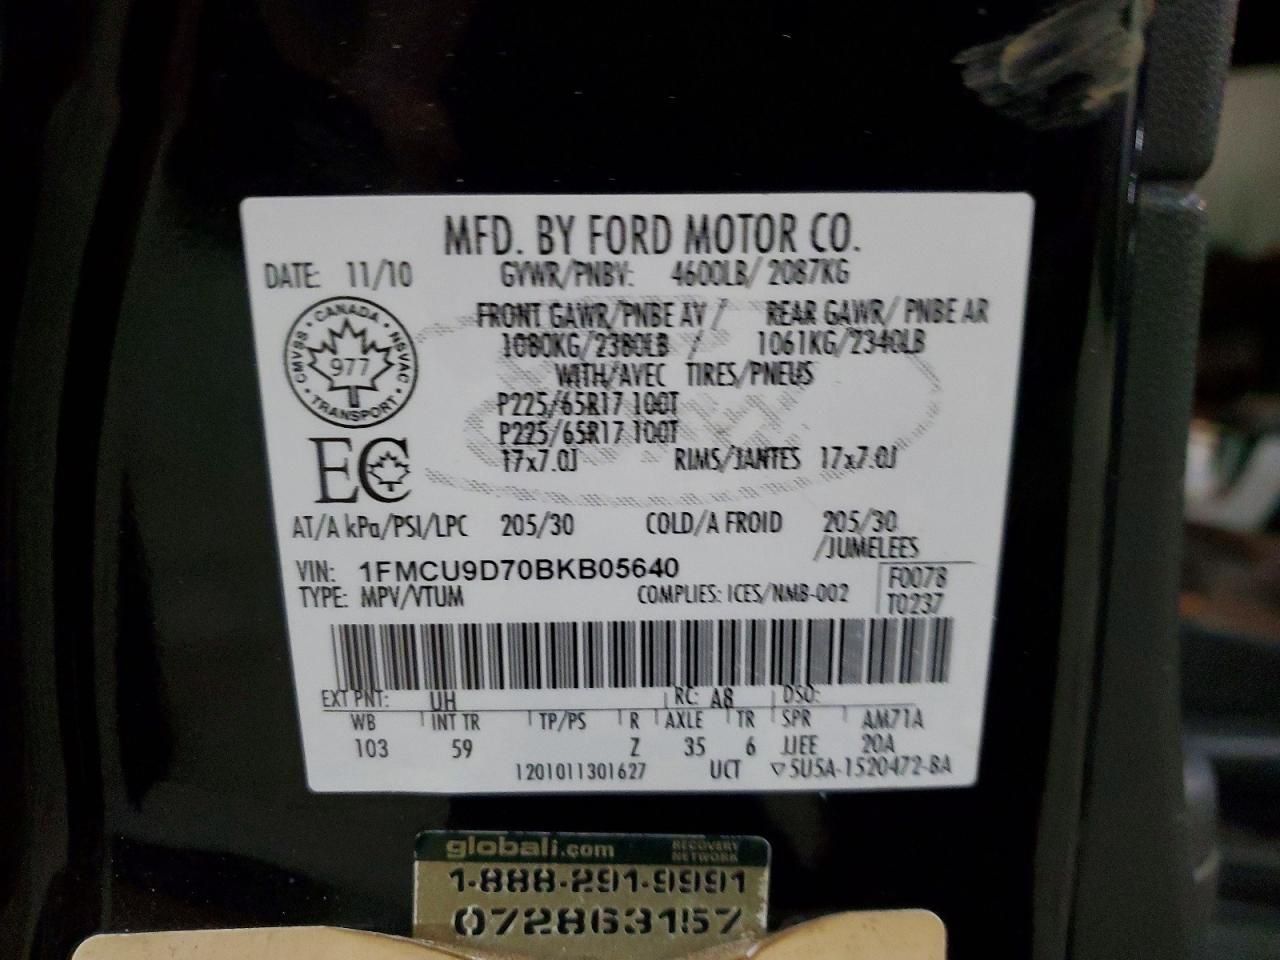 MFD. BY FORD MOTOR CO.
DATE: 11/10 GVWR/PNBV: 4600LB/ 2087KG
FRONT GAWR/PNBE AV / REAR GAWR/ PNBE AR
1080KG/2380LB / 1061KG/2340LB
WITH/AVEC TIRES/PNEUS
P225/65R17 100T
P225/65R17 100T
17x7.0J RIMS/JANTES 17x7.0J
CANADA
CMVSS • NSVAC
977
TRANSPORT
EC
AT/A kPa/PSI/LPC 205/30 COLD/A FROID 205/30
/JUMELEES
VIN: 1FMCU9D70BKB05640
F0078
TYPE: MPV/VTUM COMPLIES: ICES/NMB-002
T0237
EXT PNT: UH RC: A8 DSO:
WB INT TR TP/PS R AXLE TR SPR AM71A
103 59 Z 35 6 JJEE 20A
1201011301627 UCT ▽5U5A-1520472-BA
globali.com RECOVERY NETWORK
1-888-291-9991
072863157